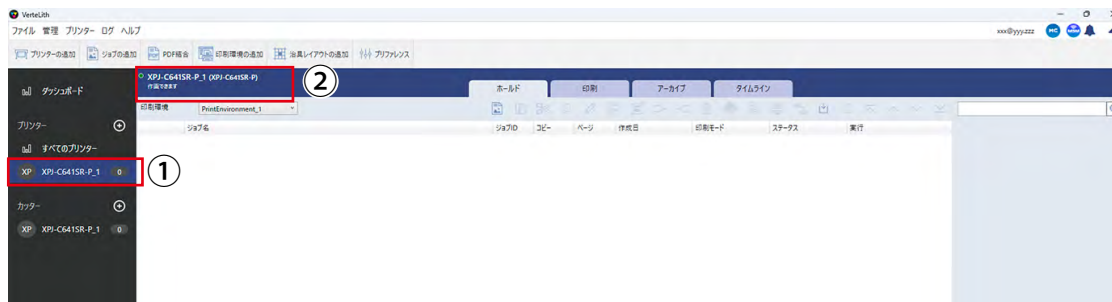 VerteLith
ファイル 管理 プリンター ログ ヘルプ
xxx@yyy.zzz MC
プリンターの追加 ジョブの追加 PDF結合 印刷環境の追加 治具レイアウトの追加 プリファレンス
ダッシュボード
XPJ-C641SR-P_1 (XPJ-C641SR-P)
作画できます
②
ホールド 印刷 アーカイブ タイムライン
印刷環境 PrintEnvironment_1
プリンター
ジョブ名 ジョブID コピー ページ 作成日 印刷モード ステータス 実行
すべてのプリンター
XP XPJ-C641SR-P_1 0
①
カッター
XP XPJ-C641SR-P_1 0